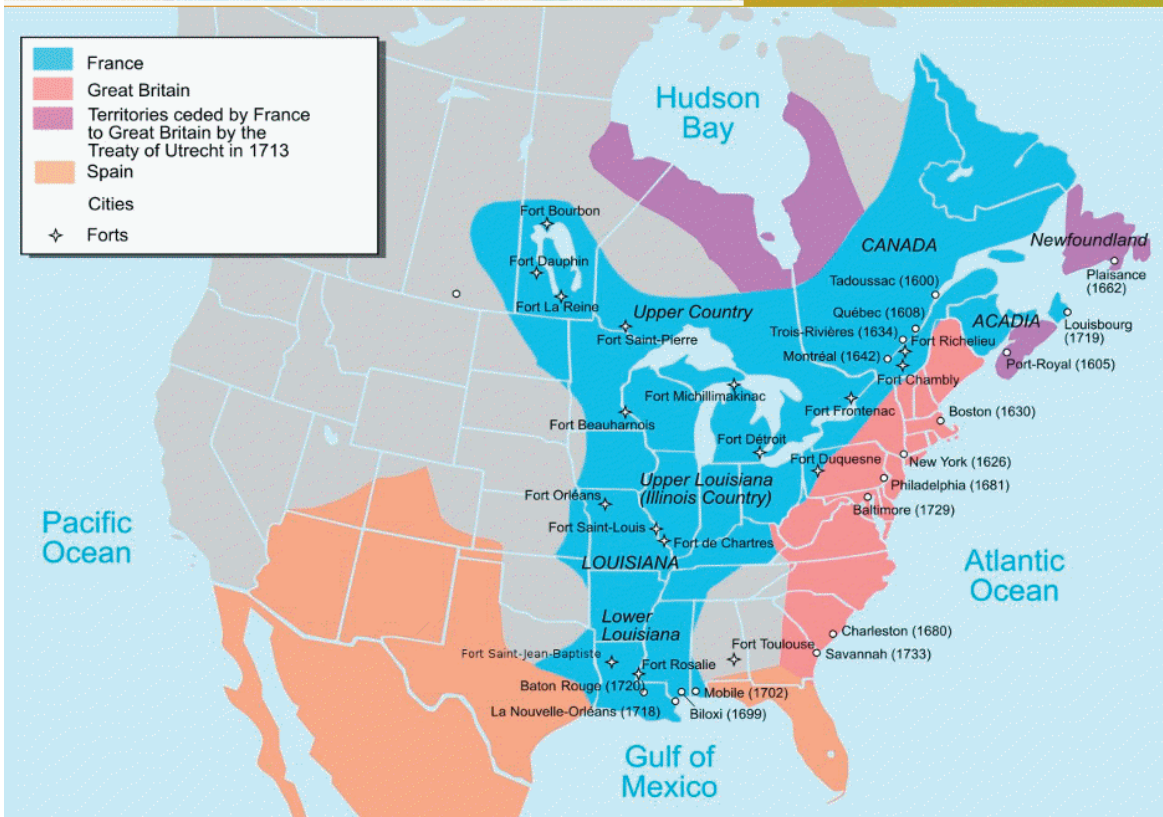 France
Great Britain
Territories ceded by France
to Great Britain by the
Treaty of Utrecht in 1713
Spain
Cities
Forts
Hudson
Bay
Fort Bourbon
Fort Dauphin
Fort La Reine
CANADA
Newfoundland
Plaisance
(1662)
Tadoussac (1600)
Upper Country
Québec (1608)
ACADIA
Louisbourg
(1719)
Fort Saint-Pierre
Trois-Rivières (1634)
Fort Richelieu
Montréal (1642)
Port-Royal (1605)
Fort Chambly
Fort Michillimakinac
Fort Frontenac
Boston (1630)
Fort Beauharnois
Fort Détroit
Fort Duquesne
New York (1626)
Upper Louisiana
(Illinois Country)
Philadelphia (1681)
Fort Orléans
Baltimore (1729)
Pacific
Ocean
Fort Saint-Louis
Fort de Chartres
LOUISIANA
Atlantic
Ocean
Lower
Louisiana
Charleston (1680)
Fort Toulouse
Savannah (1733)
Fort Saint-Jean-Baptiste
Fort Rosalie
Baton Rouge (1720)
Mobile (1702)
La Nouvelle-Orléans (1718)
Biloxi (1699)
Gulf of
Mexico